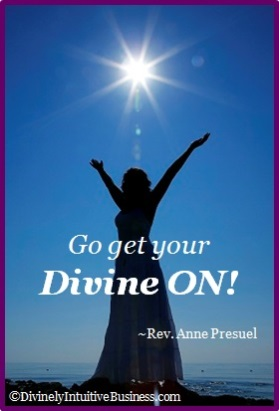 Go get your
Divine ON!
~Rev. Anne Presuel
©DivinelyIntuitiveBusiness.com